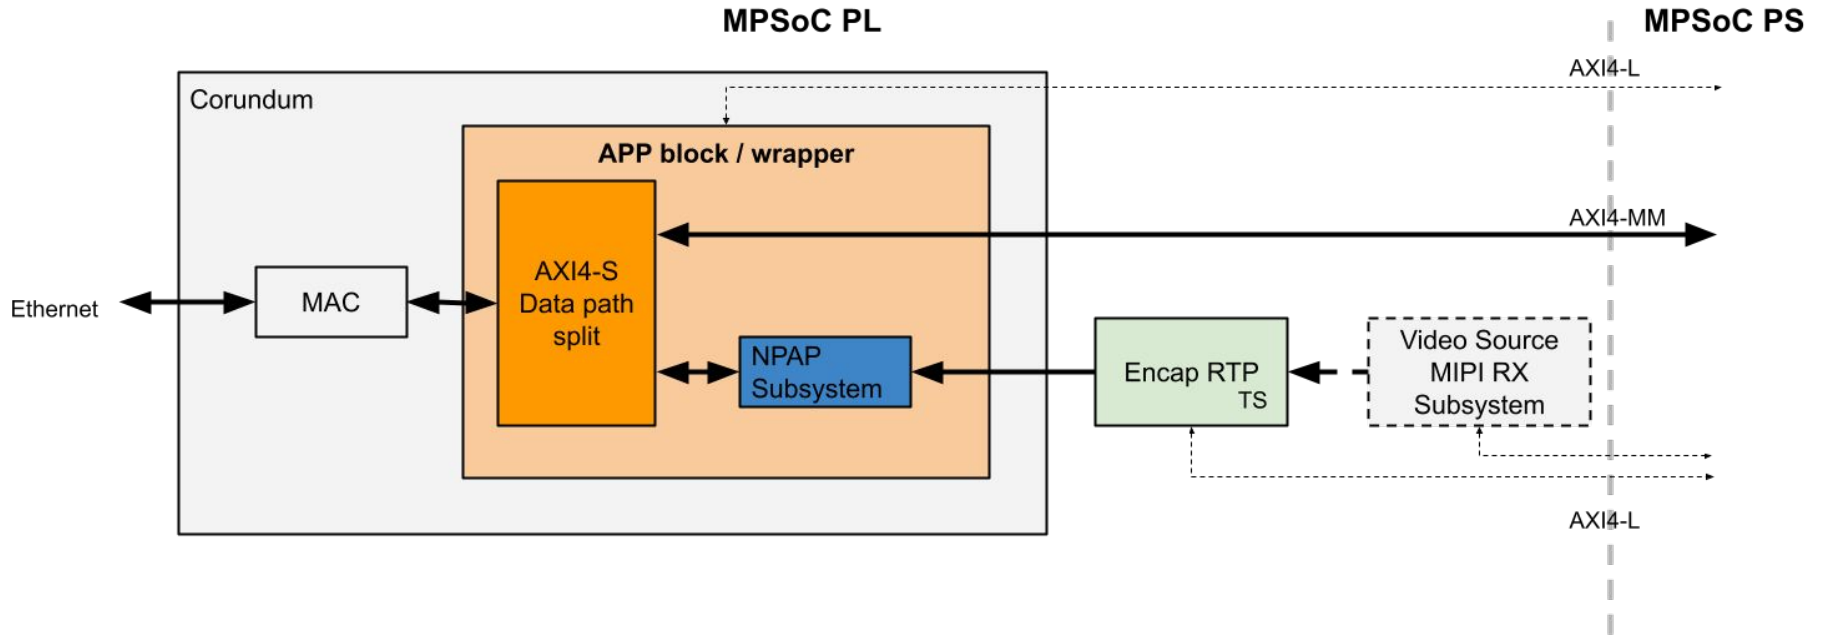 MPSoC PL
MPSoC PS
AXI4-L
Corundum
APP block / wrapper
AXI4-MM
AXI4-S
Data path
split
MAC
Ethernet
NPAP
Subsystem
Encap RTP
TS
Video Source
MIPI RX
Subsystem
AXI4-L